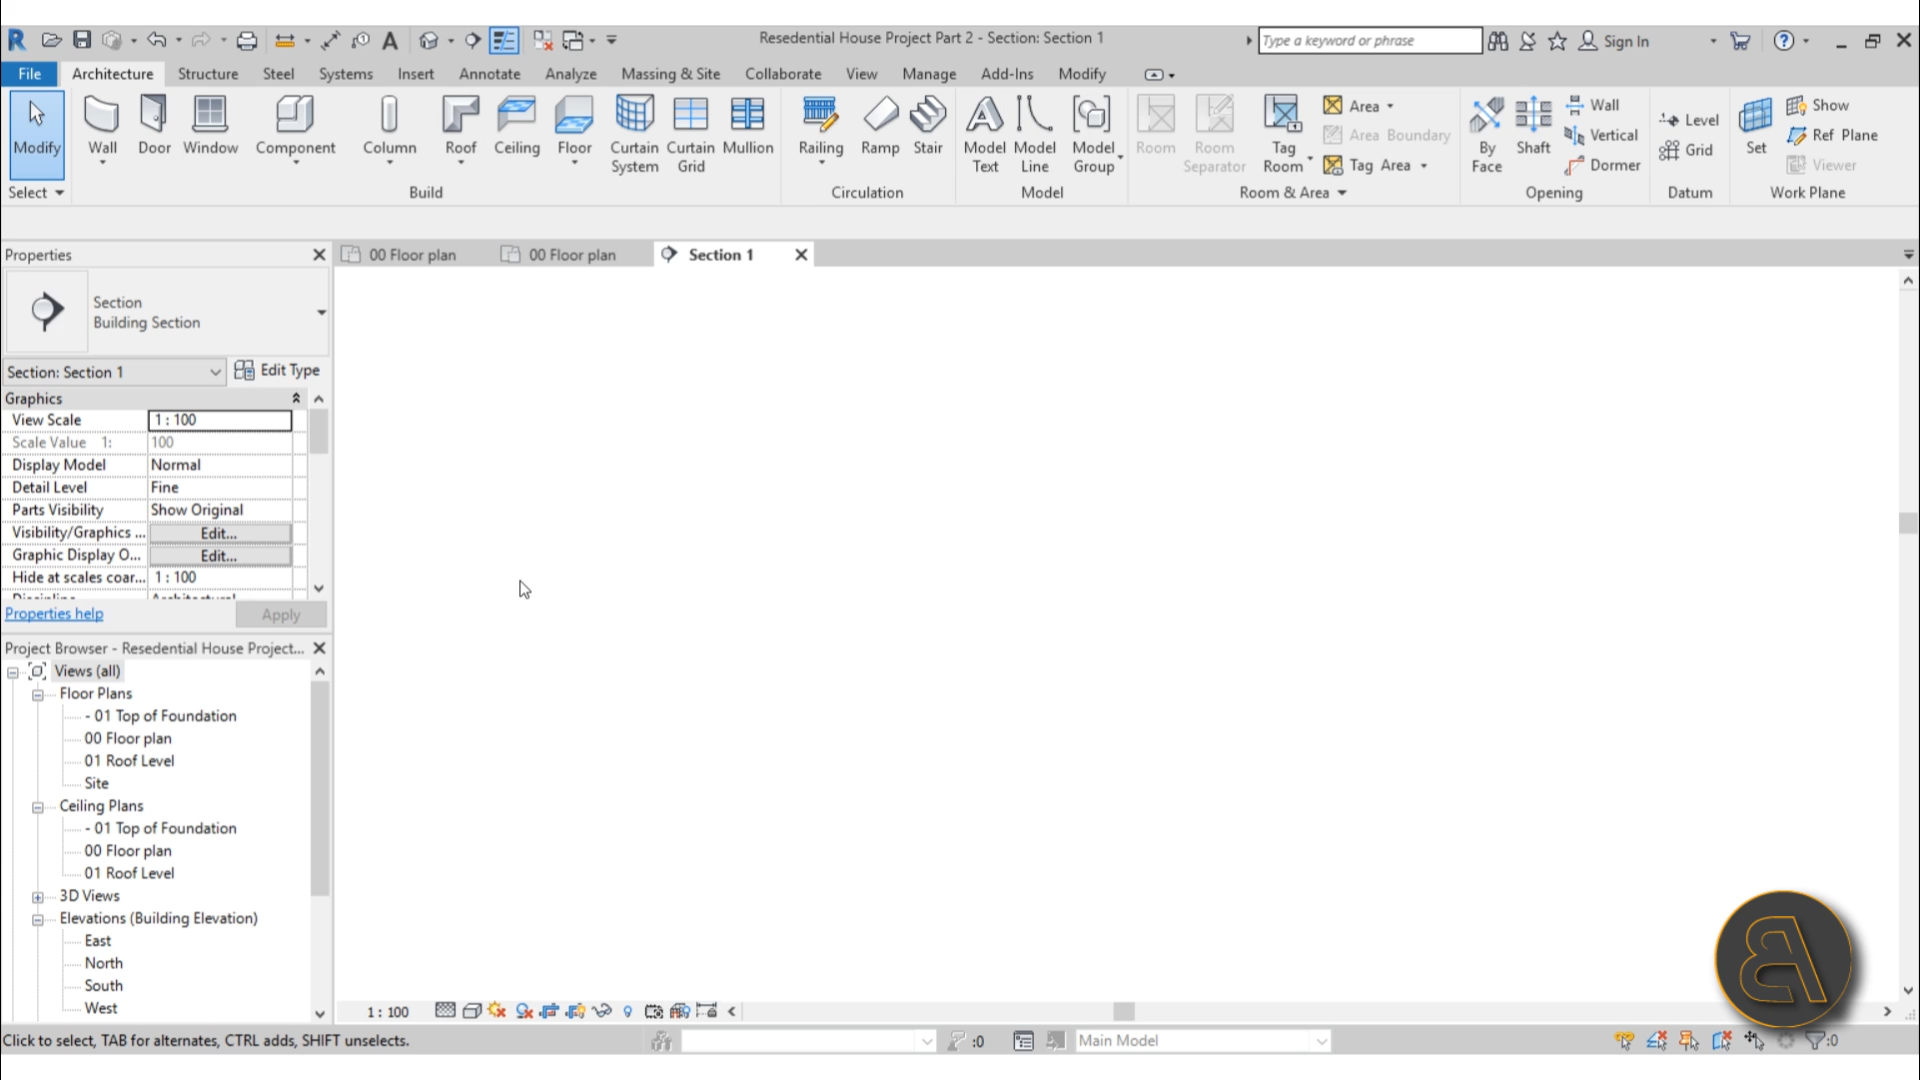 Resedential House Project Part 2 - Section: Section 1
Type a keyword or phrase
Sign In
File Architecture Structure Steel Systems Insert Annotate Analyze Massing & Site Collaborate View Manage Add-Ins Modify
Modify
Wall
Door
Window
Component
Column
Roof
Ceiling
Floor
Curtain System
Curtain Grid
Mullion
Railing
Ramp
Stair
Model Text
Model Line
Model Group
Room
Room Separator
Tag Room
Area
Area Boundary
Tag Area
By Face
Shaft
Wall
Vertical
Dormer
Level
Grid
Set
Show
Ref Plane
Viewer
Select
Build
Circulation
Model
Room & Area
Opening
Datum
Work Plane
Properties
00 Floor plan
00 Floor plan
Section 1
Section
Building Section
Section: Section 1
Edit Type
Graphics
View Scale 1 : 100
Scale Value 1: 100
Display Model Normal
Detail Level Fine
Parts Visibility Show Original
Visibility/Graphics ... Edit...
Graphic Display O... Edit...
Hide at scales coar... 1 : 100
Discipline Architectural
Properties help
Apply
Project Browser - Resedential House Project...
Views (all)
Floor Plans
- 01 Top of Foundation
00 Floor plan
01 Roof Level
Site
Ceiling Plans
- 01 Top of Foundation
00 Floor plan
01 Roof Level
3D Views
Elevations (Building Elevation)
East
North
South
West
1 : 100
Click to select, TAB for alternates, CTRL adds, SHIFT unselects.
:0
Main Model
:0